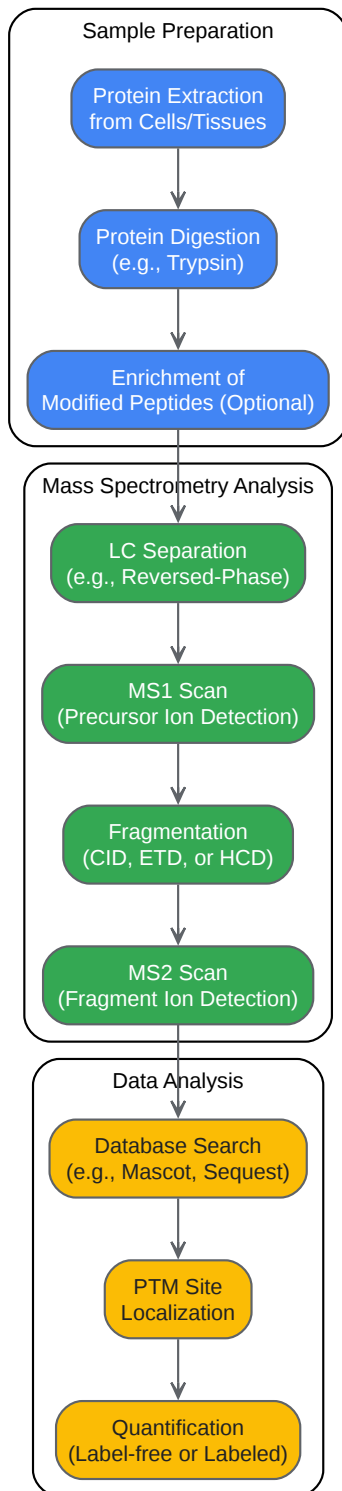 Sample Preparation
Protein Extraction
from Cells/Tissues
Protein Digestion
(e.g., Trypsin)
Enrichment of
Modified Peptides (Optional)
Mass Spectrometry Analysis
LC Separation
(e.g., Reversed-Phase)
MS1 Scan
(Precursor Ion Detection)
Fragmentation
(CID, ETD, or HCD)
MS2 Scan
(Fragment Ion Detection)
Data Analysis
Database Search
(e.g., Mascot, Sequest)
PTM Site
Localization
Quantification
(Label-free or Labeled)